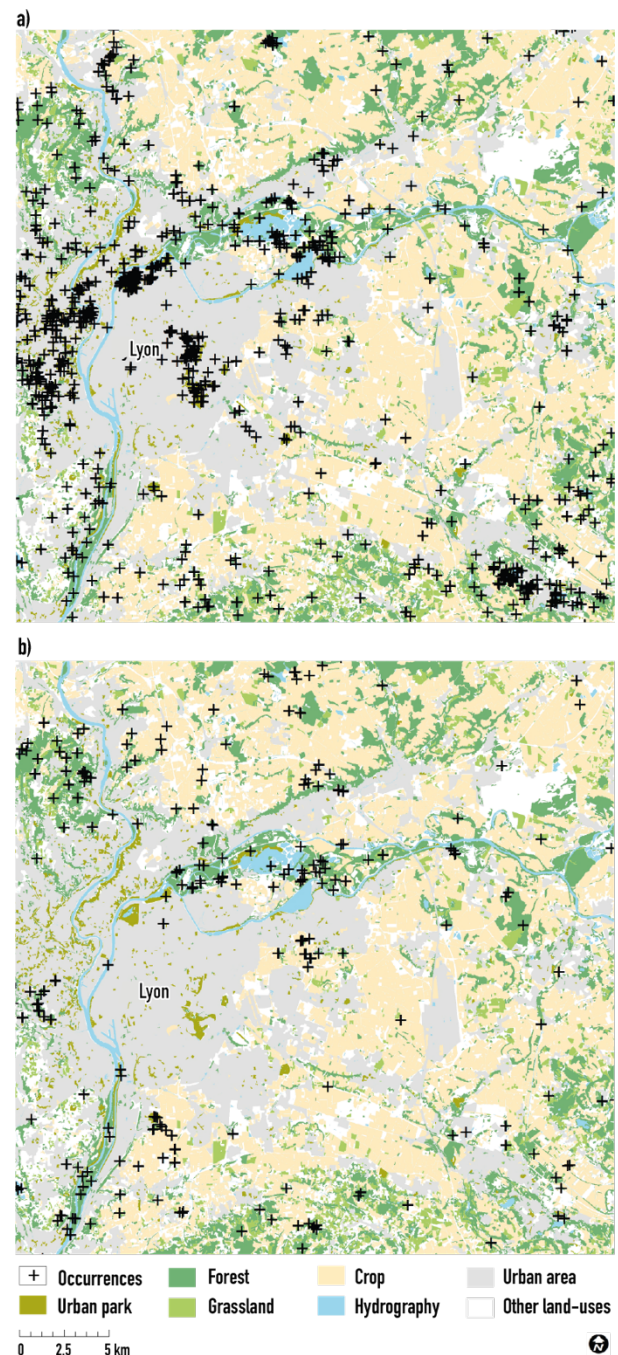 a)
Lyon
b)
Lyon
+ Occurrences Forest Crop Urban area
Urban park Grassland Hydrography Other land-uses
0 2.5 5 km
N